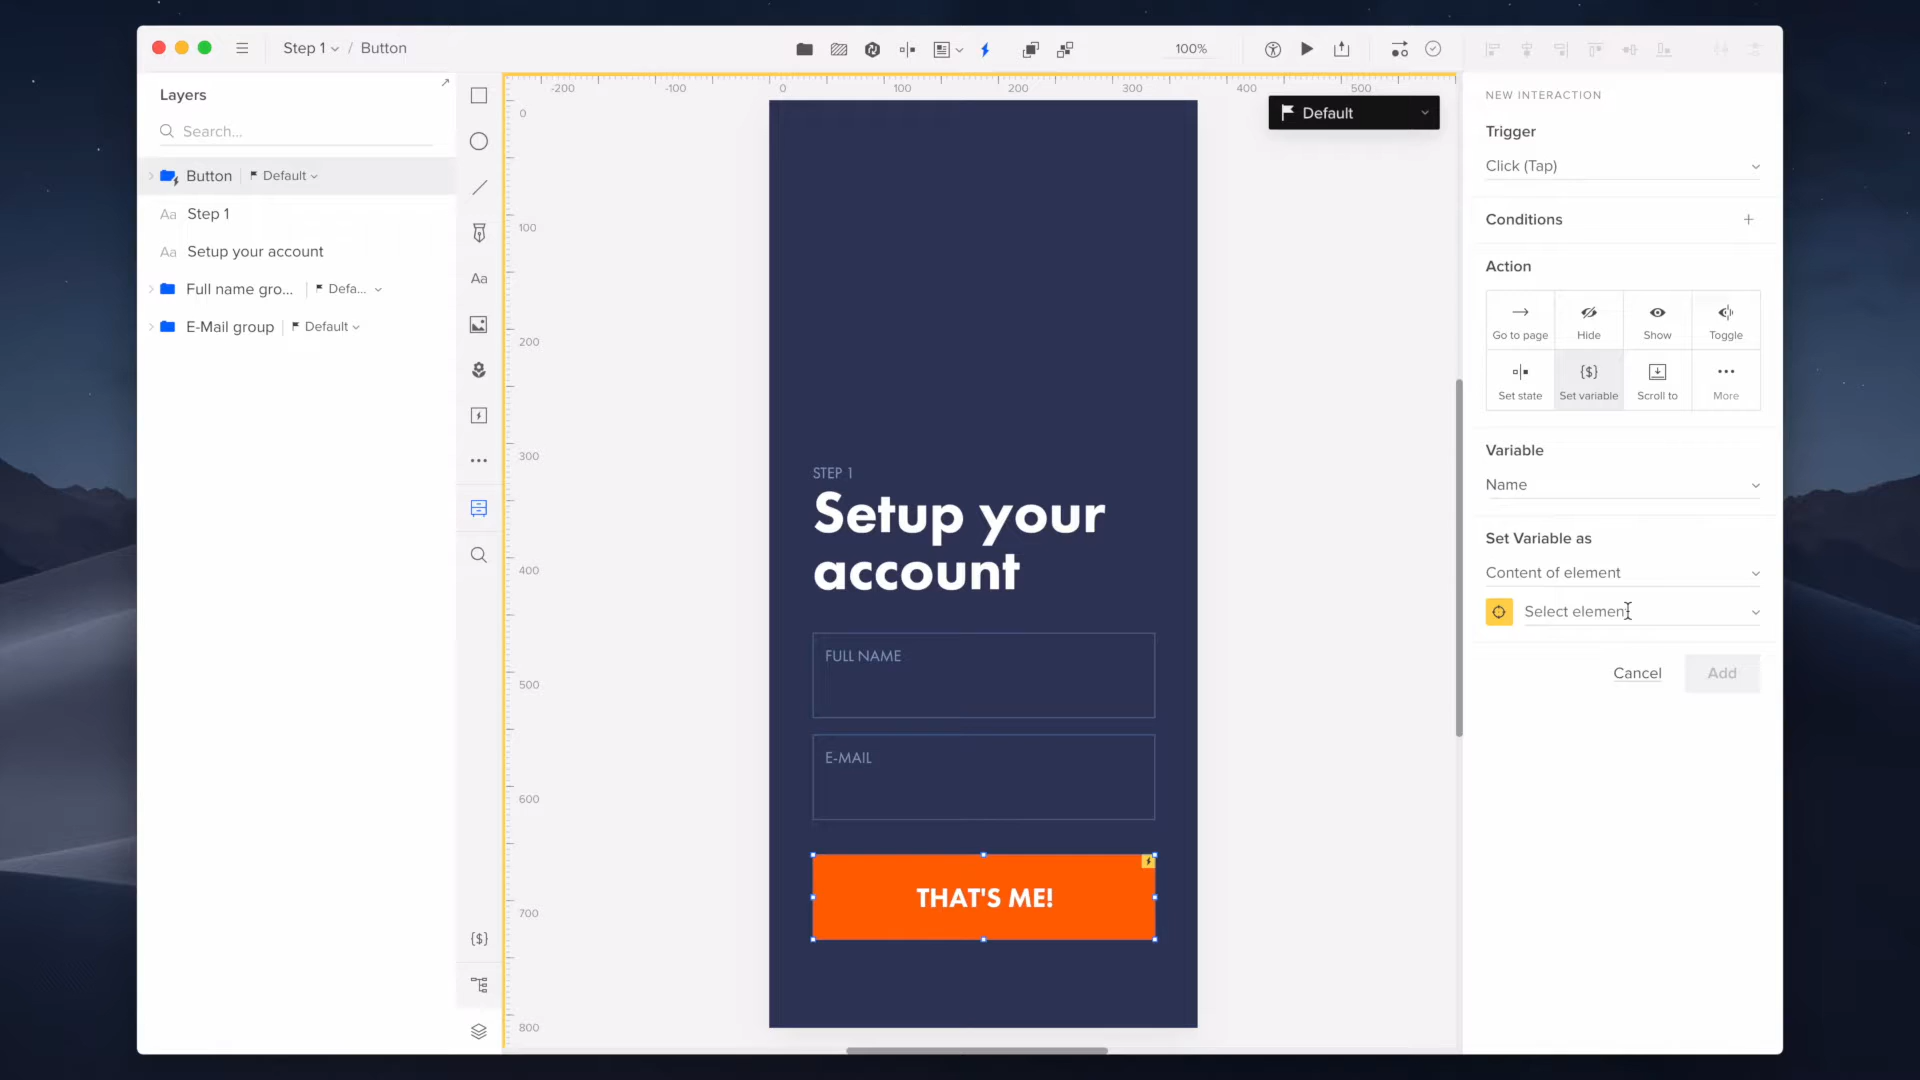 Step 1 / Button
100%
Layers
Search...
Button Default
Aa Step 1
Aa Setup your account
Full name gro... Defa...
E-Mail group Default
Aa
{$}
-200 -100 0 100 200 300 400 500
0
100
200
300
400
500
600
700
800
Default
STEP 1
Setup your
account
FULL NAME
E-MAIL
THAT'S ME!
NEW INTERACTION
Trigger
Click (Tap)
Conditions
Action
Go to page Hide Show Toggle
{$}
Set state Set variable Scroll to More
Variable
Name
Set Variable as
Content of element
Select element
Cancel Add